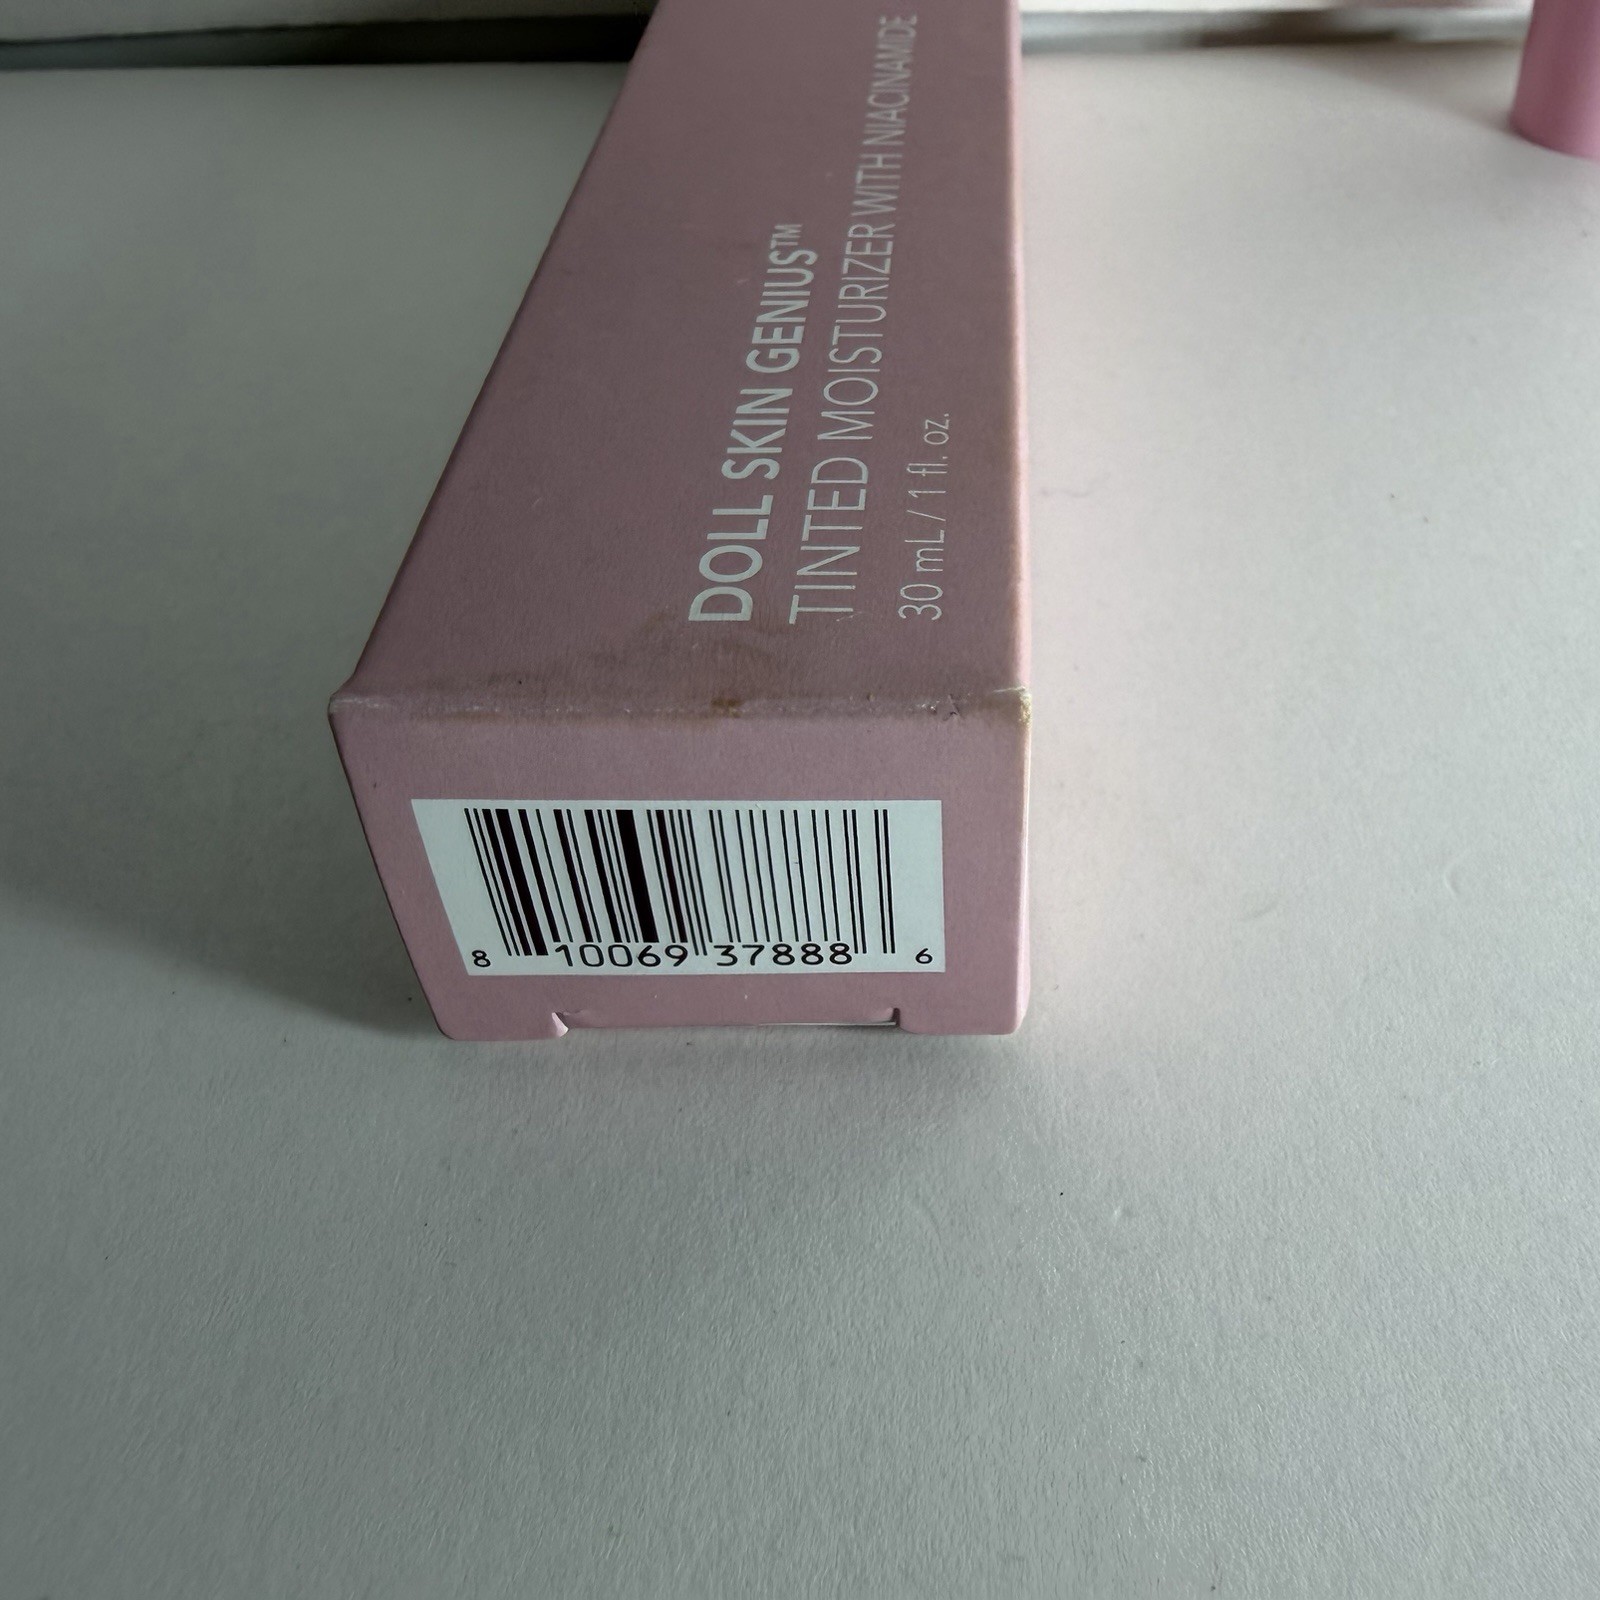 DOLL SKIN GENIUS™
TINTED MOISTURIZER WITH NIACINAMIDE
30 mL / 1 fl. oz.
8 10069 37888 6